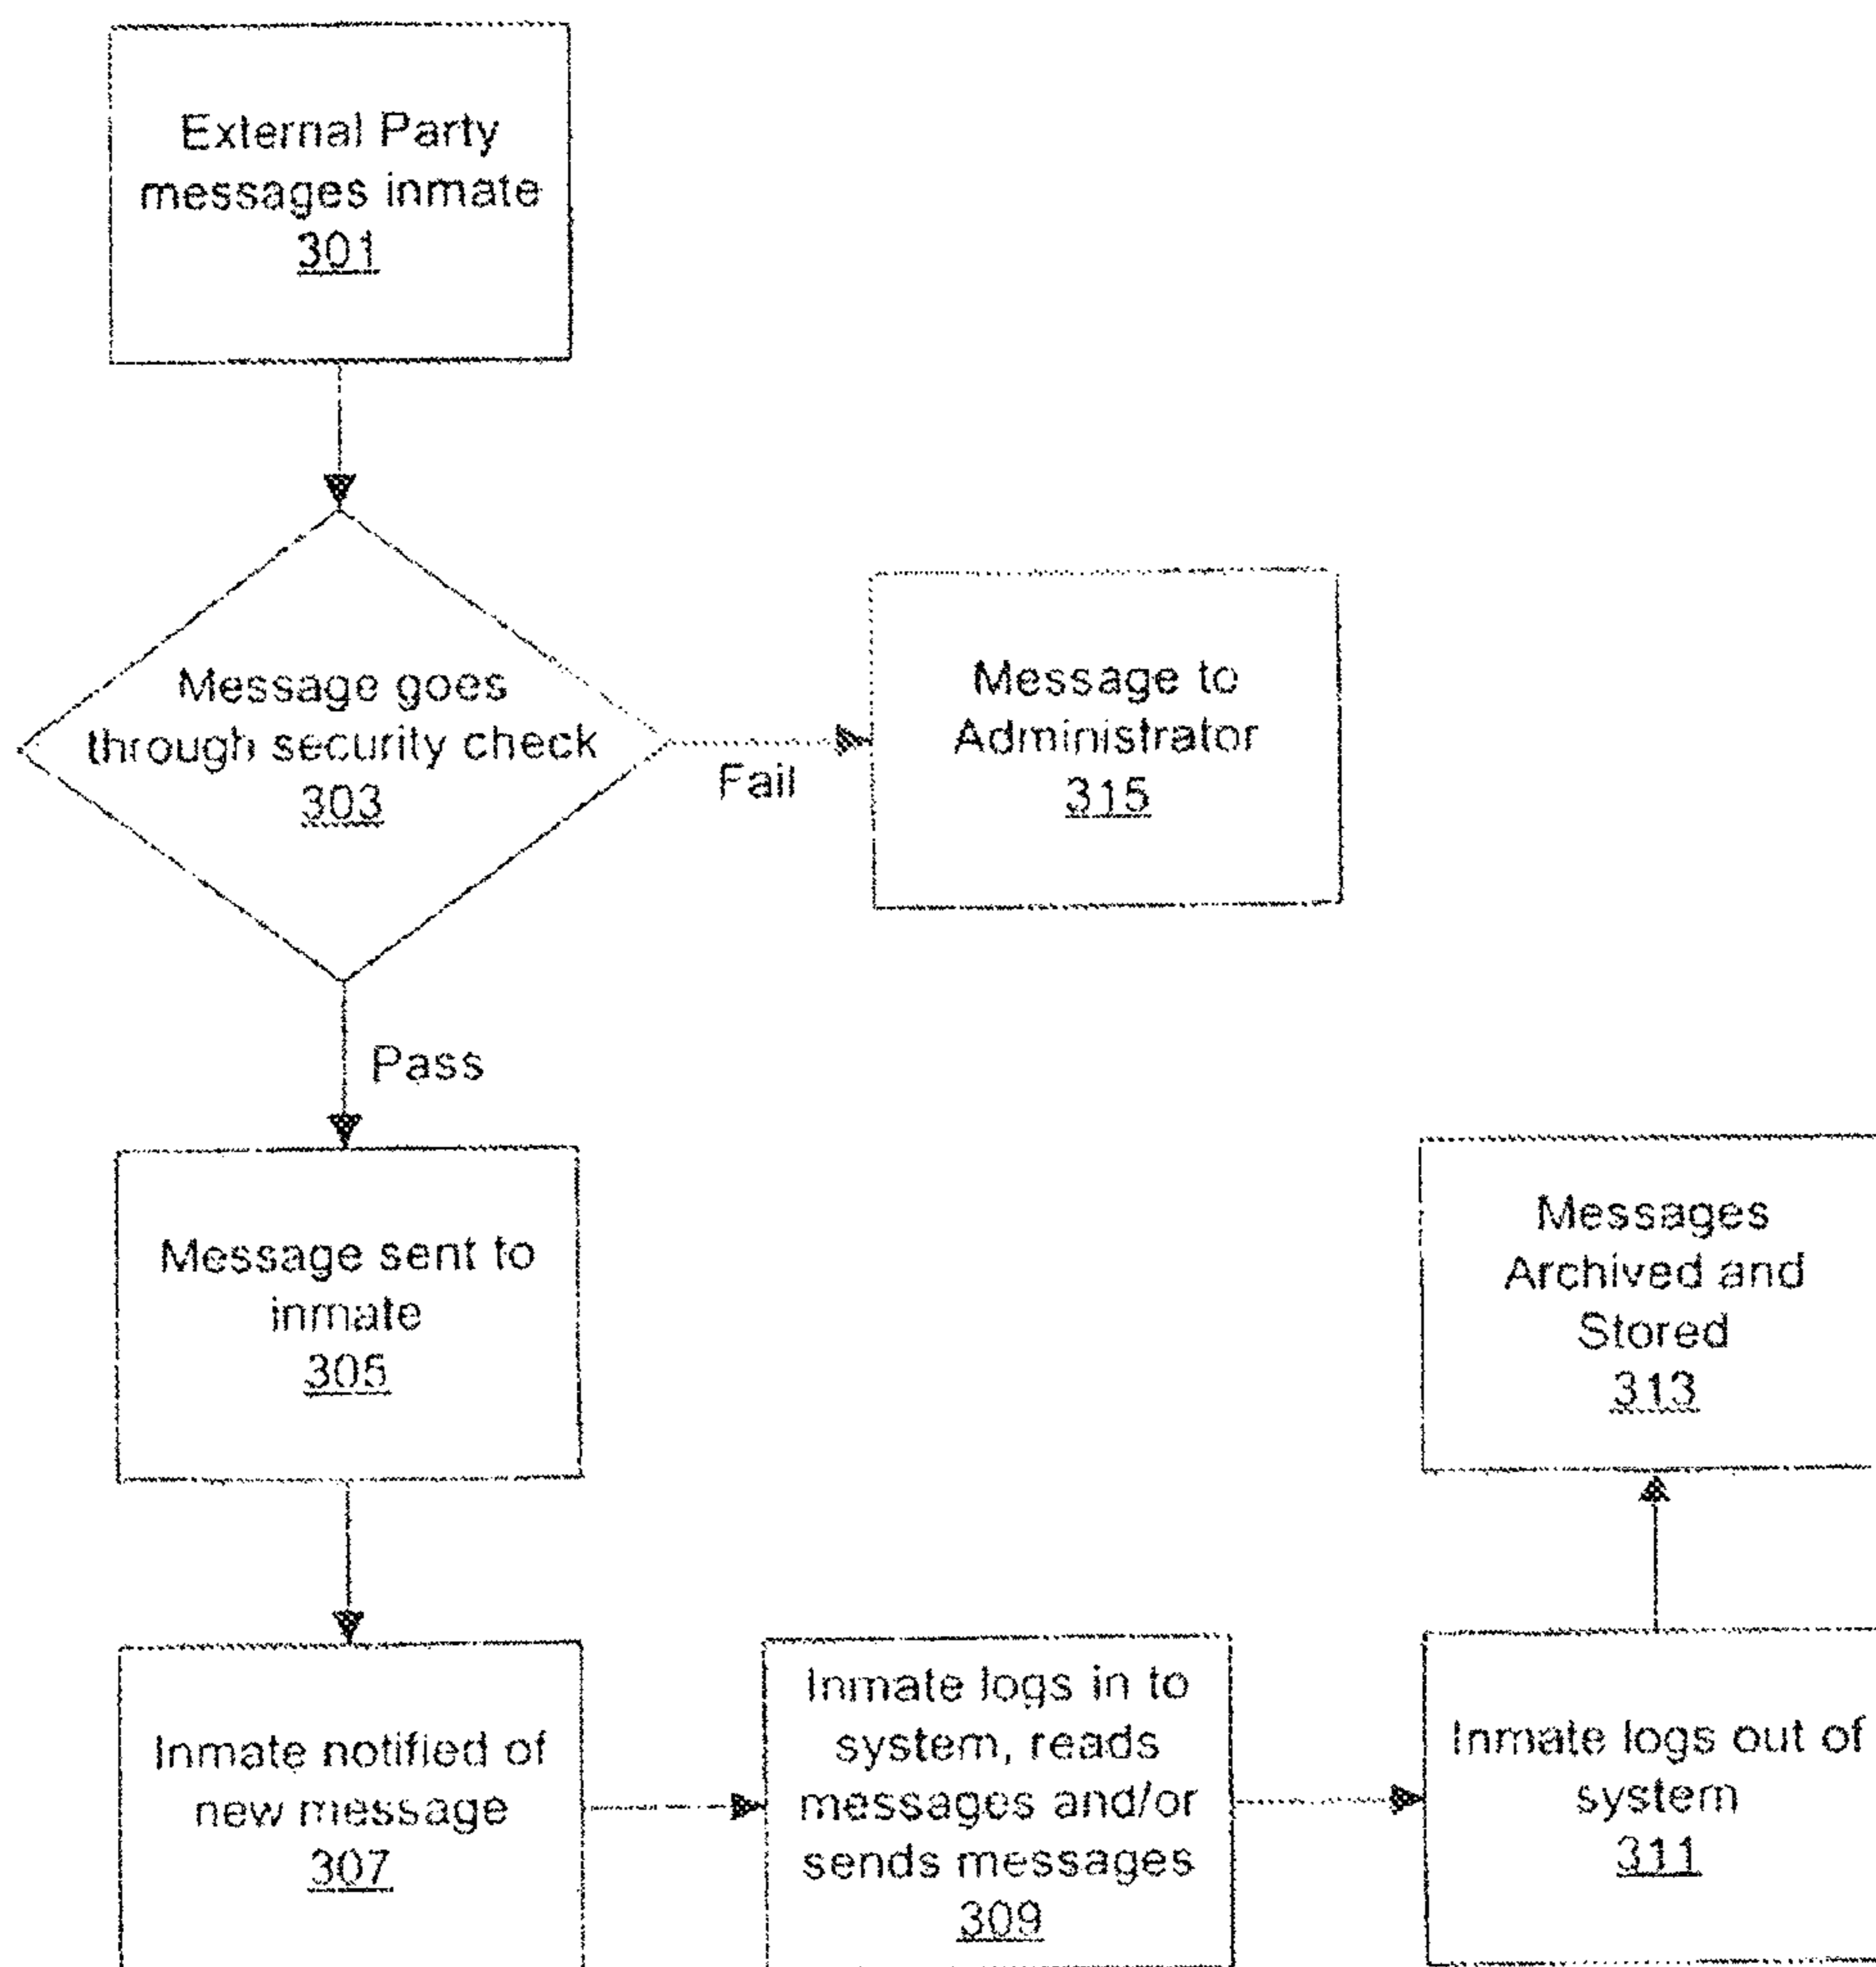 External Party
messages inmate
301
Message goes
through security check
303
Fail
Message to
Administrator
315
Pass
Message sent to
inmate
305
Messages
Archived and
Stored
313
Inmate notified of
new message
307
Inmate logs in to
system, reads
messages and/or
sends messages
309
Inmate logs out of
system
311